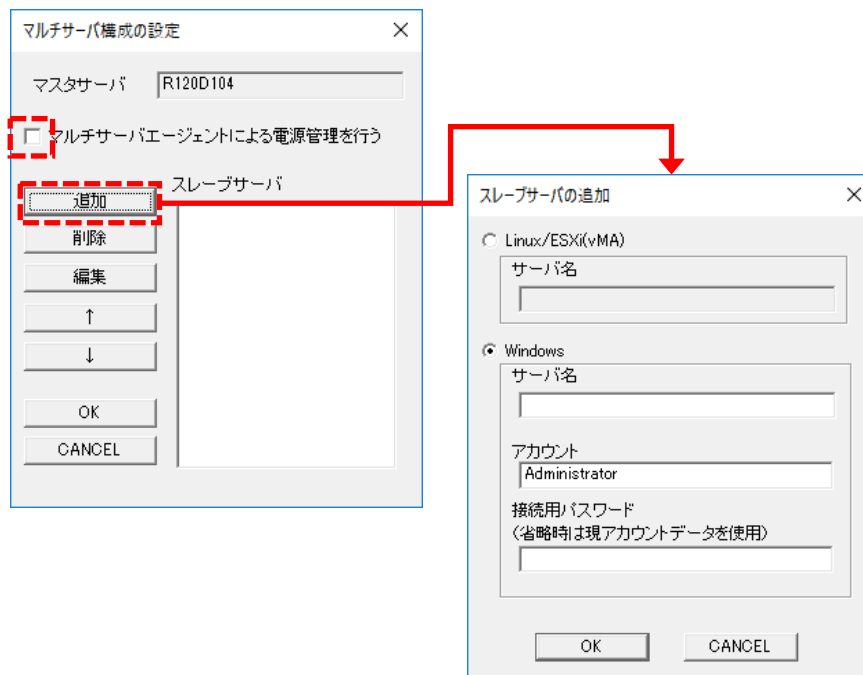 マルチサーバ構成の設定
マスタサーバ R120D104
マルチサーバエージェントによる電源管理を行う
スレーブサーバ
追加
削除
編集
↑
↓
OK
CANCEL
スレーブサーバの追加
Linux/ESXi(vMA)
サーバ名
Windows
サーバ名
アカウント
Administrator
接続用パスワード
(省略時は現アカウントデータを使用)
OK CANCEL